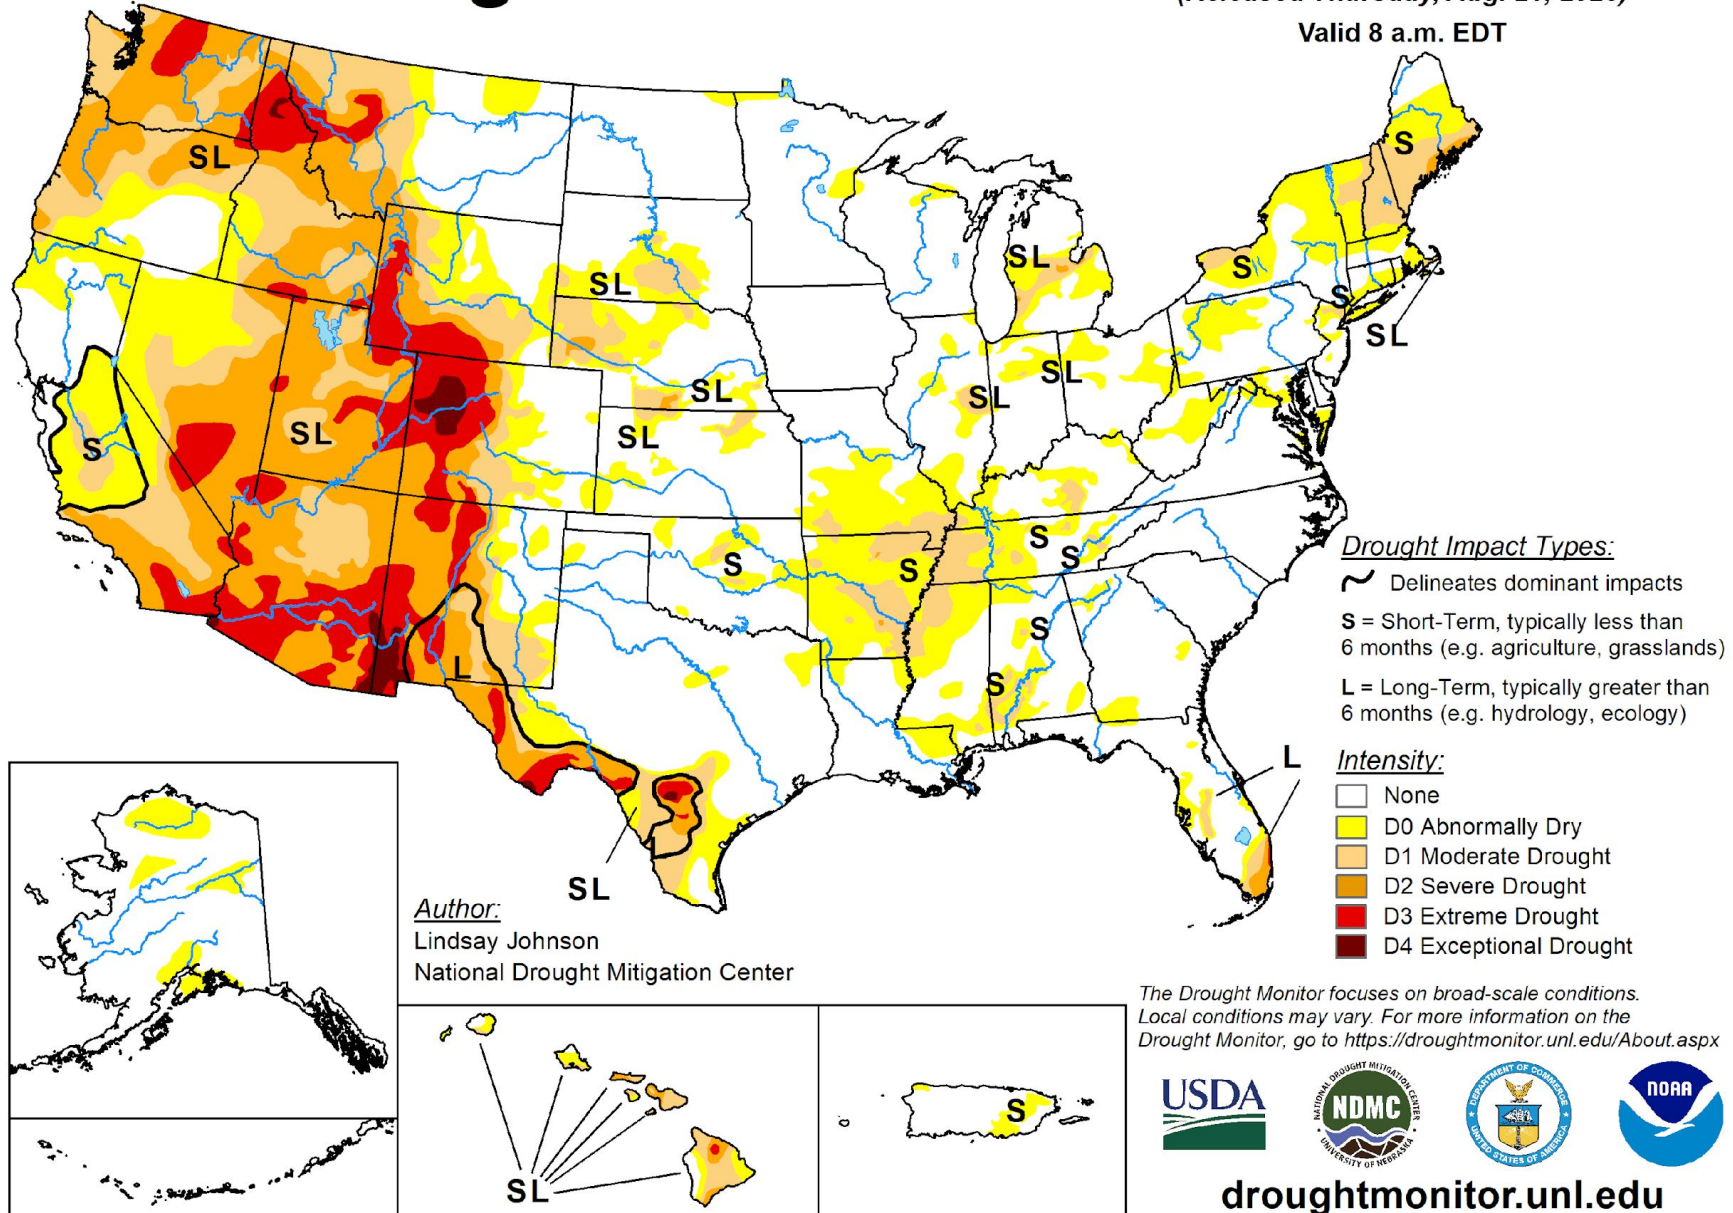 Valid 8 a.m. EDT
S
SL
SL
SL
S
S
SL
SL
SL
SL
SL
S
SL
SL
S
S
S
S
S
S
L
L
SL
Drought Impact Types:
Delineates dominant impacts
S = Short-Term, typically less than
6 months (e.g. agriculture, grasslands)
L = Long-Term, typically greater than
6 months (e.g. hydrology, ecology)
Intensity:
None
D0 Abnormally Dry
D1 Moderate Drought
D2 Severe Drought
D3 Extreme Drought
D4 Exceptional Drought
Author:
Lindsay Johnson
National Drought Mitigation Center
The Drought Monitor focuses on broad-scale conditions.
Local conditions may vary. For more information on the
Drought Monitor, go to https://droughtmonitor.unl.edu/About.aspx
SL
S
USDA
NATIONAL DROUGHT MITIGATION CENTER
NDMC
UNIVERSITY OF NEBRASKA
DEPARTMENT OF COMMERCE
UNITED STATES OF AMERICA
NOAA
droughtmonitor.unl.edu